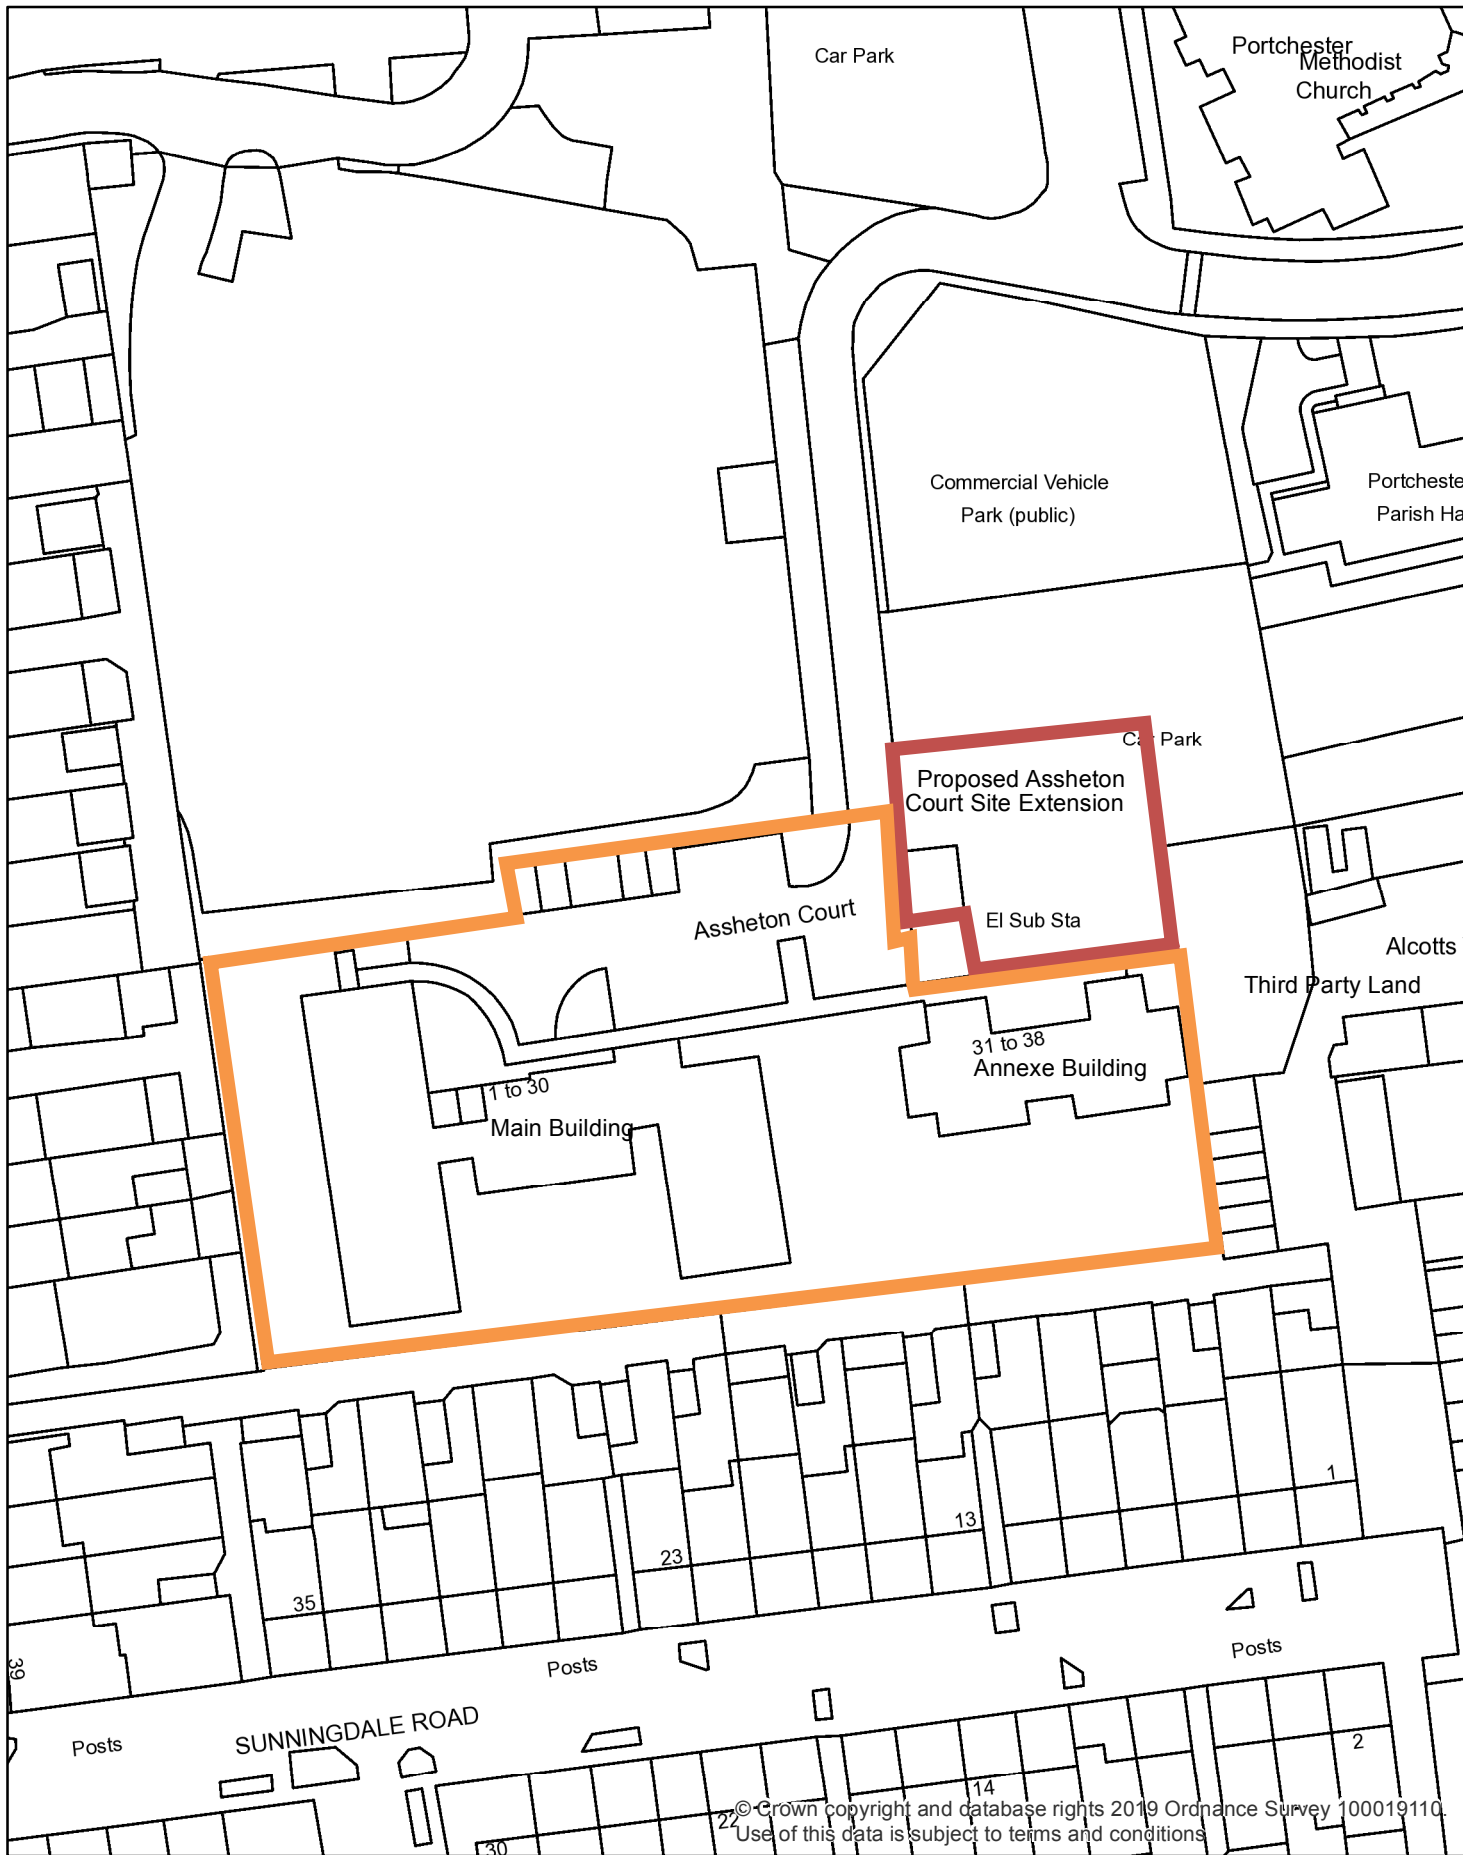 Car Park
Portchester
Methodist
Church
Commercial Vehicle
Park (public)
Portcheste
Parish Ha
Car Park
Proposed Assheton
Court Site Extension
Assheton Court
El Sub Sta
Alcotts
Third Party Land
31 to 38
Annexe Building
1 to 30
Main Building
1
13
23
35
39
Posts
Posts
SUNNINGDALE ROAD
Posts
2
14
22
30
© Crown copyright and database rights 2019 Ordnance Survey 100019110.
Use of this data is subject to terms and conditions